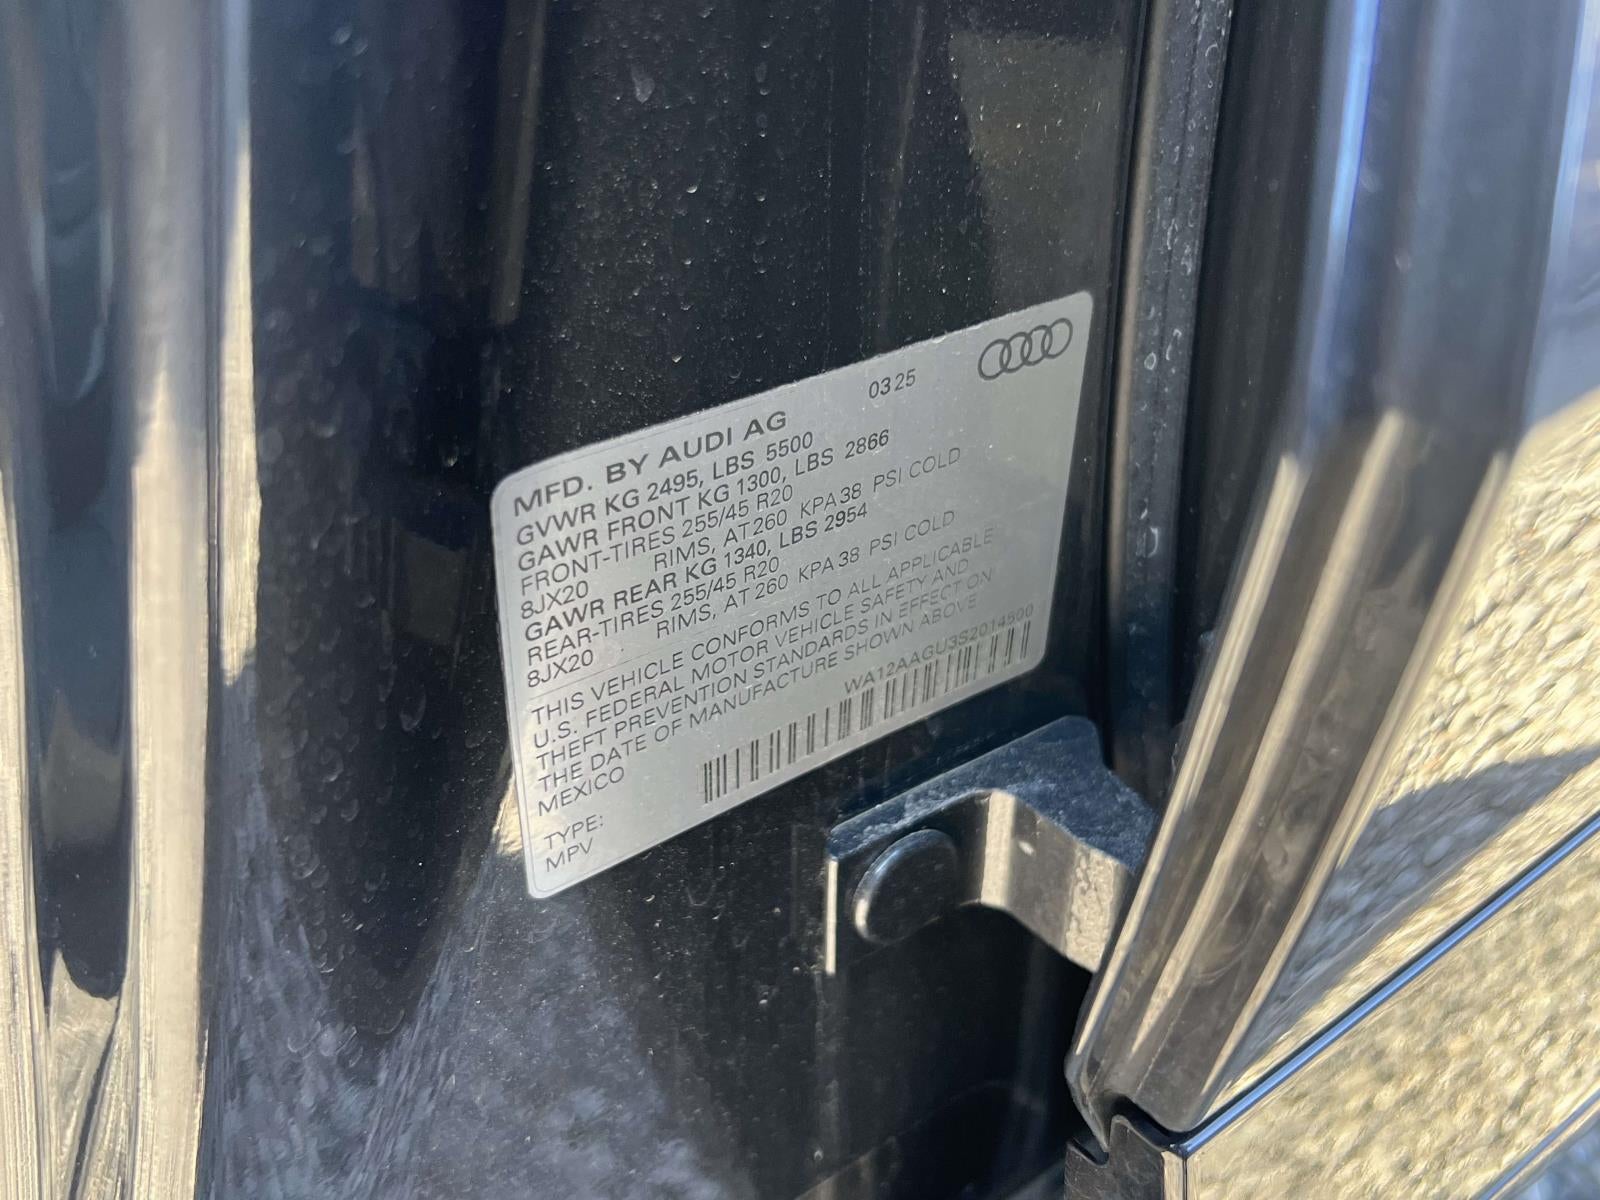 MFD. BY AUDI AG 03 25
GVWR KG 2495, LBS 5500
GAWR FRONT KG 1300, LBS 2866
FRONT-TIRES 255/45 R20
8JX20 RIMS, AT 260 KPA 38 PSI COLD
GAWR REAR KG 1340, LBS 2954
REAR-TIRES 255/45 R20
8JX20 RIMS, AT 260 KPA 38 PSI COLD
THIS VEHICLE CONFORMS TO ALL APPLICABLE
U.S. FEDERAL MOTOR VEHICLE SAFETY AND
THEFT PREVENTION STANDARDS IN EFFECT ON
THE DATE OF MANUFACTURE SHOWN ABOVE
MEXICO WA12AAGU3S2014500
TYPE:
MPV